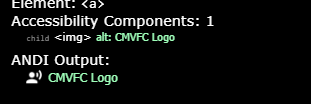 Element: <a>
Accessibility Components: 1
child <img> alt: CMVFC Logo
ANDI Output:
CMVFC Logo